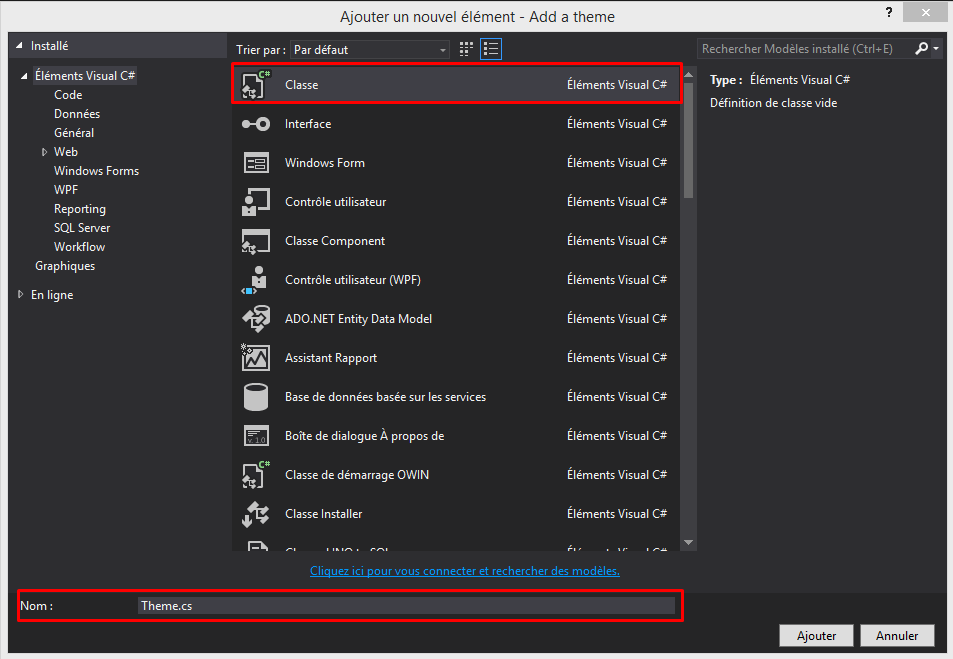 Ajouter un nouvel élément - Add a theme
?
Installé
Éléments Visual C#
Code
Données
Général
Web
Windows Forms
WPF
Reporting
SQL Server
Workflow
Graphiques
En ligne
Trier par : Par défaut
Classe Éléments Visual C#
Interface Éléments Visual C#
Windows Form Éléments Visual C#
Contrôle utilisateur Éléments Visual C#
Classe Component Éléments Visual C#
Contrôle utilisateur (WPF) Éléments Visual C#
ADO.NET Entity Data Model Éléments Visual C#
Assistant Rapport Éléments Visual C#
Base de données basée sur les services Éléments Visual C#
Boîte de dialogue À propos de Éléments Visual C#
Classe de démarrage OWIN Éléments Visual C#
Classe Installer Éléments Visual C#
Cliquez ici pour vous connecter et rechercher des modèles.
Rechercher Modèles installé (Ctrl+E)
Type : Éléments Visual C#
Définition de classe vide
Nom : Theme.cs
Ajouter Annuler